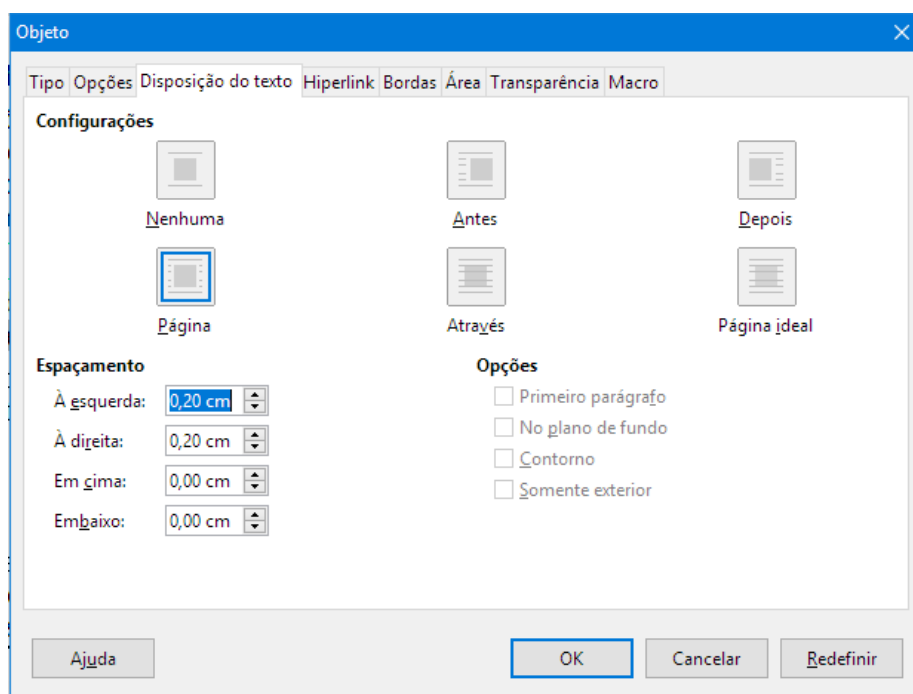 Objeto
Tipo Opções Disposição do texto Hiperlink Bordas Área Transparência Macro
Configurações
Nenhuma Antes Depois
Página Através Página ideal
Espaçamento Opções
À esquerda: 0,20 cm Primeiro parágrafo
À direita: 0,20 cm No plano de fundo
Em cima: 0,00 cm Contorno
Embaixo: 0,00 cm Somente exterior
Ajuda OK Cancelar Redefinir